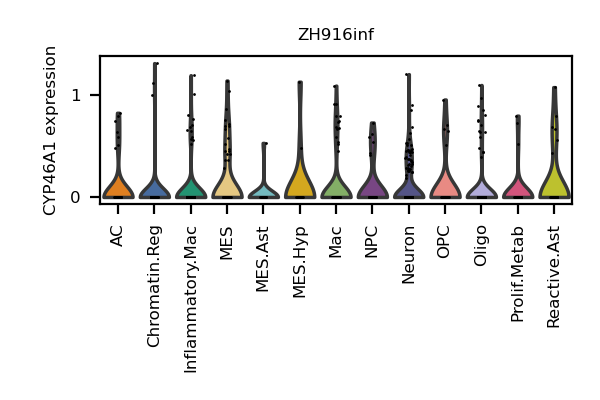 ZH916inf
CYP46A1 expression
1
0
AC
Chromatin.Reg
Inflammatory.Mac
MES
MES.Ast
MES.Hyp
Mac
NPC
Neuron
OPC
Oligo
Prolif.Metab
Reactive.Ast